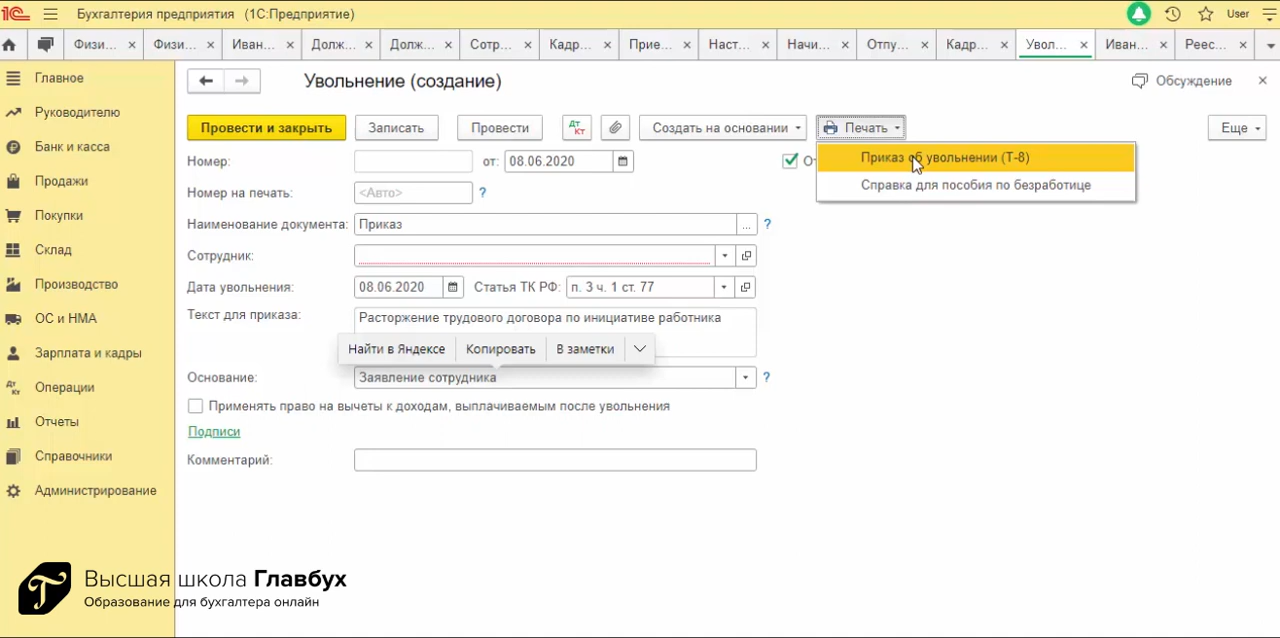 1С Бухгалтерия предприятия (1С:Предприятие) User
Физи... × Физи... × Иван... × Долж... × Долж... × Сотр... × Кадр... × Прие... × Наст... × Начи... × Отпу... × Кадр... × Увол... × Иван... × Реес... ×
Главное
Руководителю
Банк и касса
Продажи
Покупки
Склад
Производство
ОС и НМА
Зарплата и кадры
Операции
Отчеты
Справочники
Администрирование
Увольнение (создание)
Обсуждение ×
Провести и закрыть Записать Провести Дт Кт Создать на основании Печать Еще
Номер: от: 08.06.2020
Приказ об увольнении (Т-8)
Справка для пособия по безработице
Номер на печать: <Авто> ?
Наименование документа: Приказ ... ?
Сотрудник:
Дата увольнения: 08.06.2020 Статья ТК РФ: п. 3 ч. 1 ст. 77
Текст для приказа: Расторжение трудового договора по инициативе работника
Найти в Яндексе Копировать В заметки
Основание: Заявление сотрудника ?
Применять право на вычеты к доходам, выплачиваемым после увольнения
Подписи
Комментарий:
Высшая школа Главбух
Образование для бухгалтера онлайн